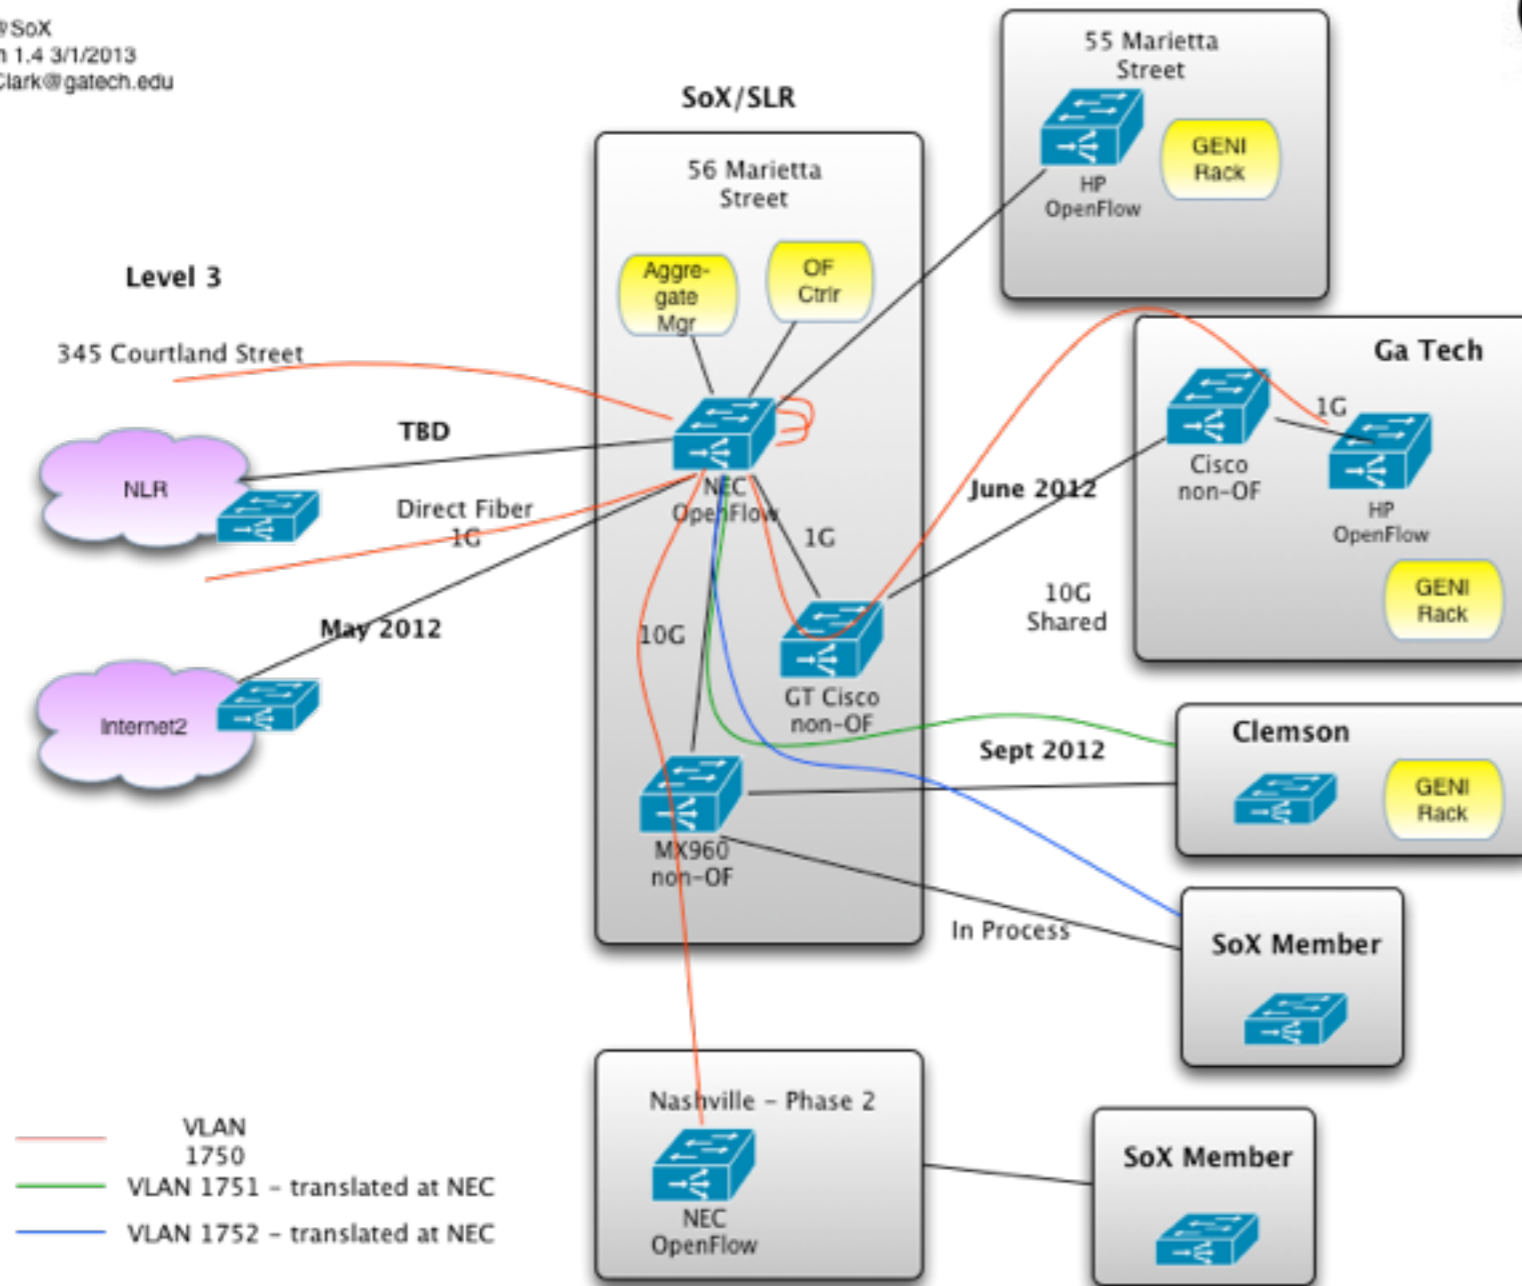 @SoX
1.4 3/1/2013
Clark@gatech.edu
SoX/SLR
55 Marietta
Street
HP
OpenFlow
GENI
Rack
56 Marietta
Street
Aggre-
gate
Mgr
OF
Ctrlr
Level 3
345 Courtland Street
TBD
NLR
Direct Fiber
1G
NEC
OpenFlow
1G
May 2012
Internet2
10G
GT Cisco
non-OF
MX960
non-OF
June 2012
10G
Shared
Ga Tech
1G
Cisco
non-OF
HP
OpenFlow
GENI
Rack
Sept 2012
Clemson
GENI
Rack
In Process
SoX Member
Nashville - Phase 2
NEC
OpenFlow
SoX Member
VLAN
1750
VLAN 1751 - translated at NEC
VLAN 1752 - translated at NEC